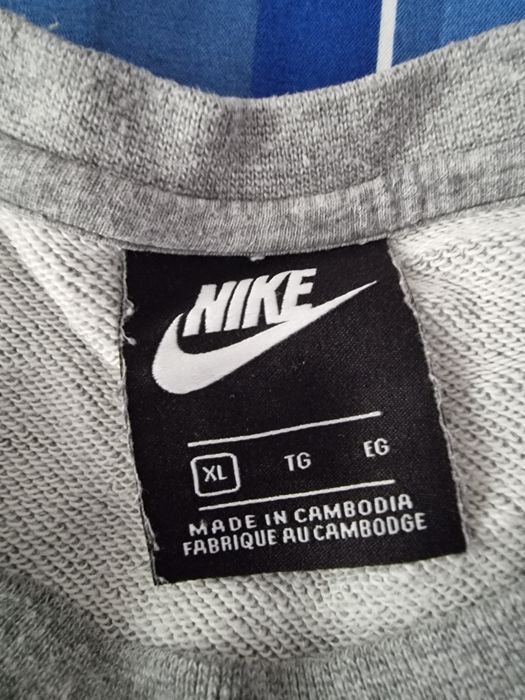 NIKE
XL TG EG
MADE IN CAMBODIA
FABRIQUE AU CAMBODGE